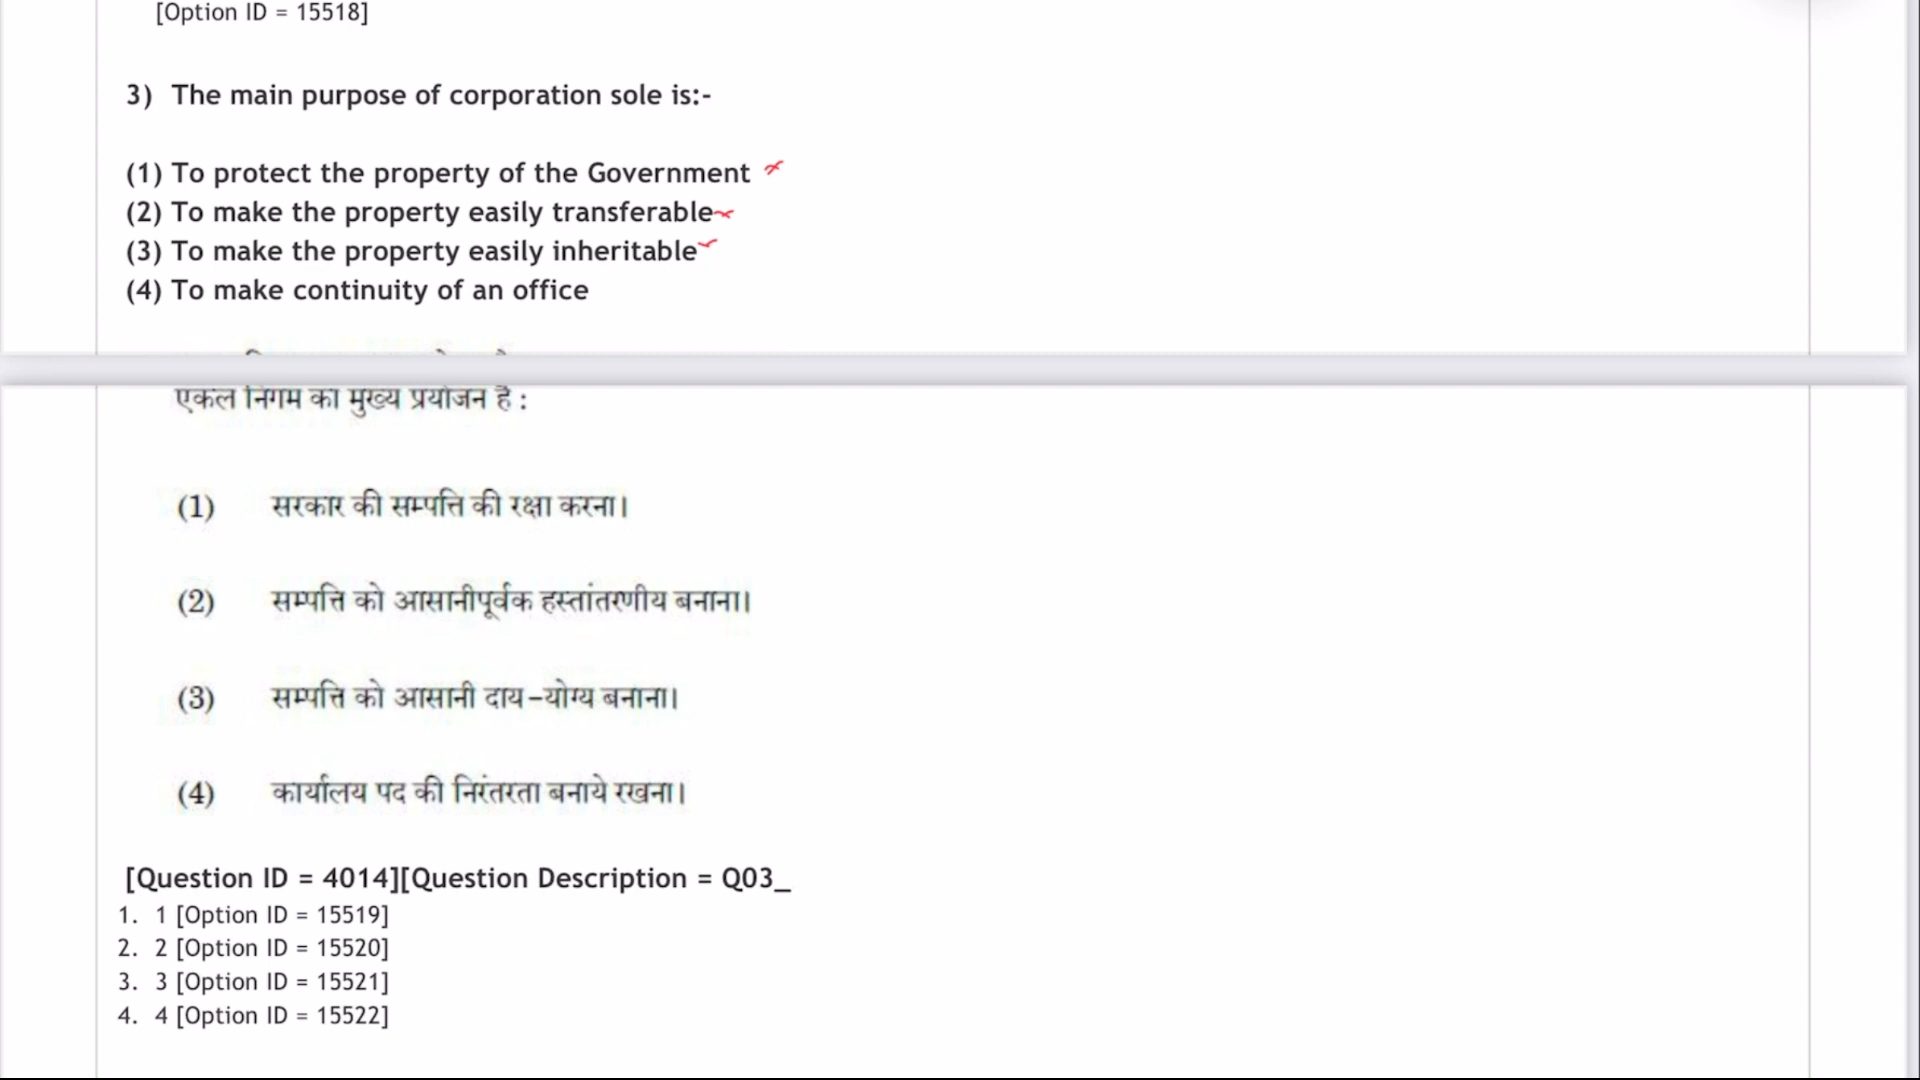 [Option ID = 15518]
3) The main purpose of corporation sole is:-
(1) To protect the property of the Government
(2) To make the property easily transferable
(3) To make the property easily inheritable
(4) To make continuity of an office
एकल निगम का मुख्य प्रयोजन है :
(1) सरकार की सम्पत्ति की रक्षा करना।
(2) सम्पत्ति को आसानीपूर्वक हस्तांतरणीय बनाना।
(3) सम्पत्ति को आसानी दाय-योग्य बनाना।
(4) कार्यालय पद की निरंतरता बनाये रखना।
[Question ID = 4014][Question Description = Q03_
1. 1 [Option ID = 15519]
2. 2 [Option ID = 15520]
3. 3 [Option ID = 15521]
4. 4 [Option ID = 15522]